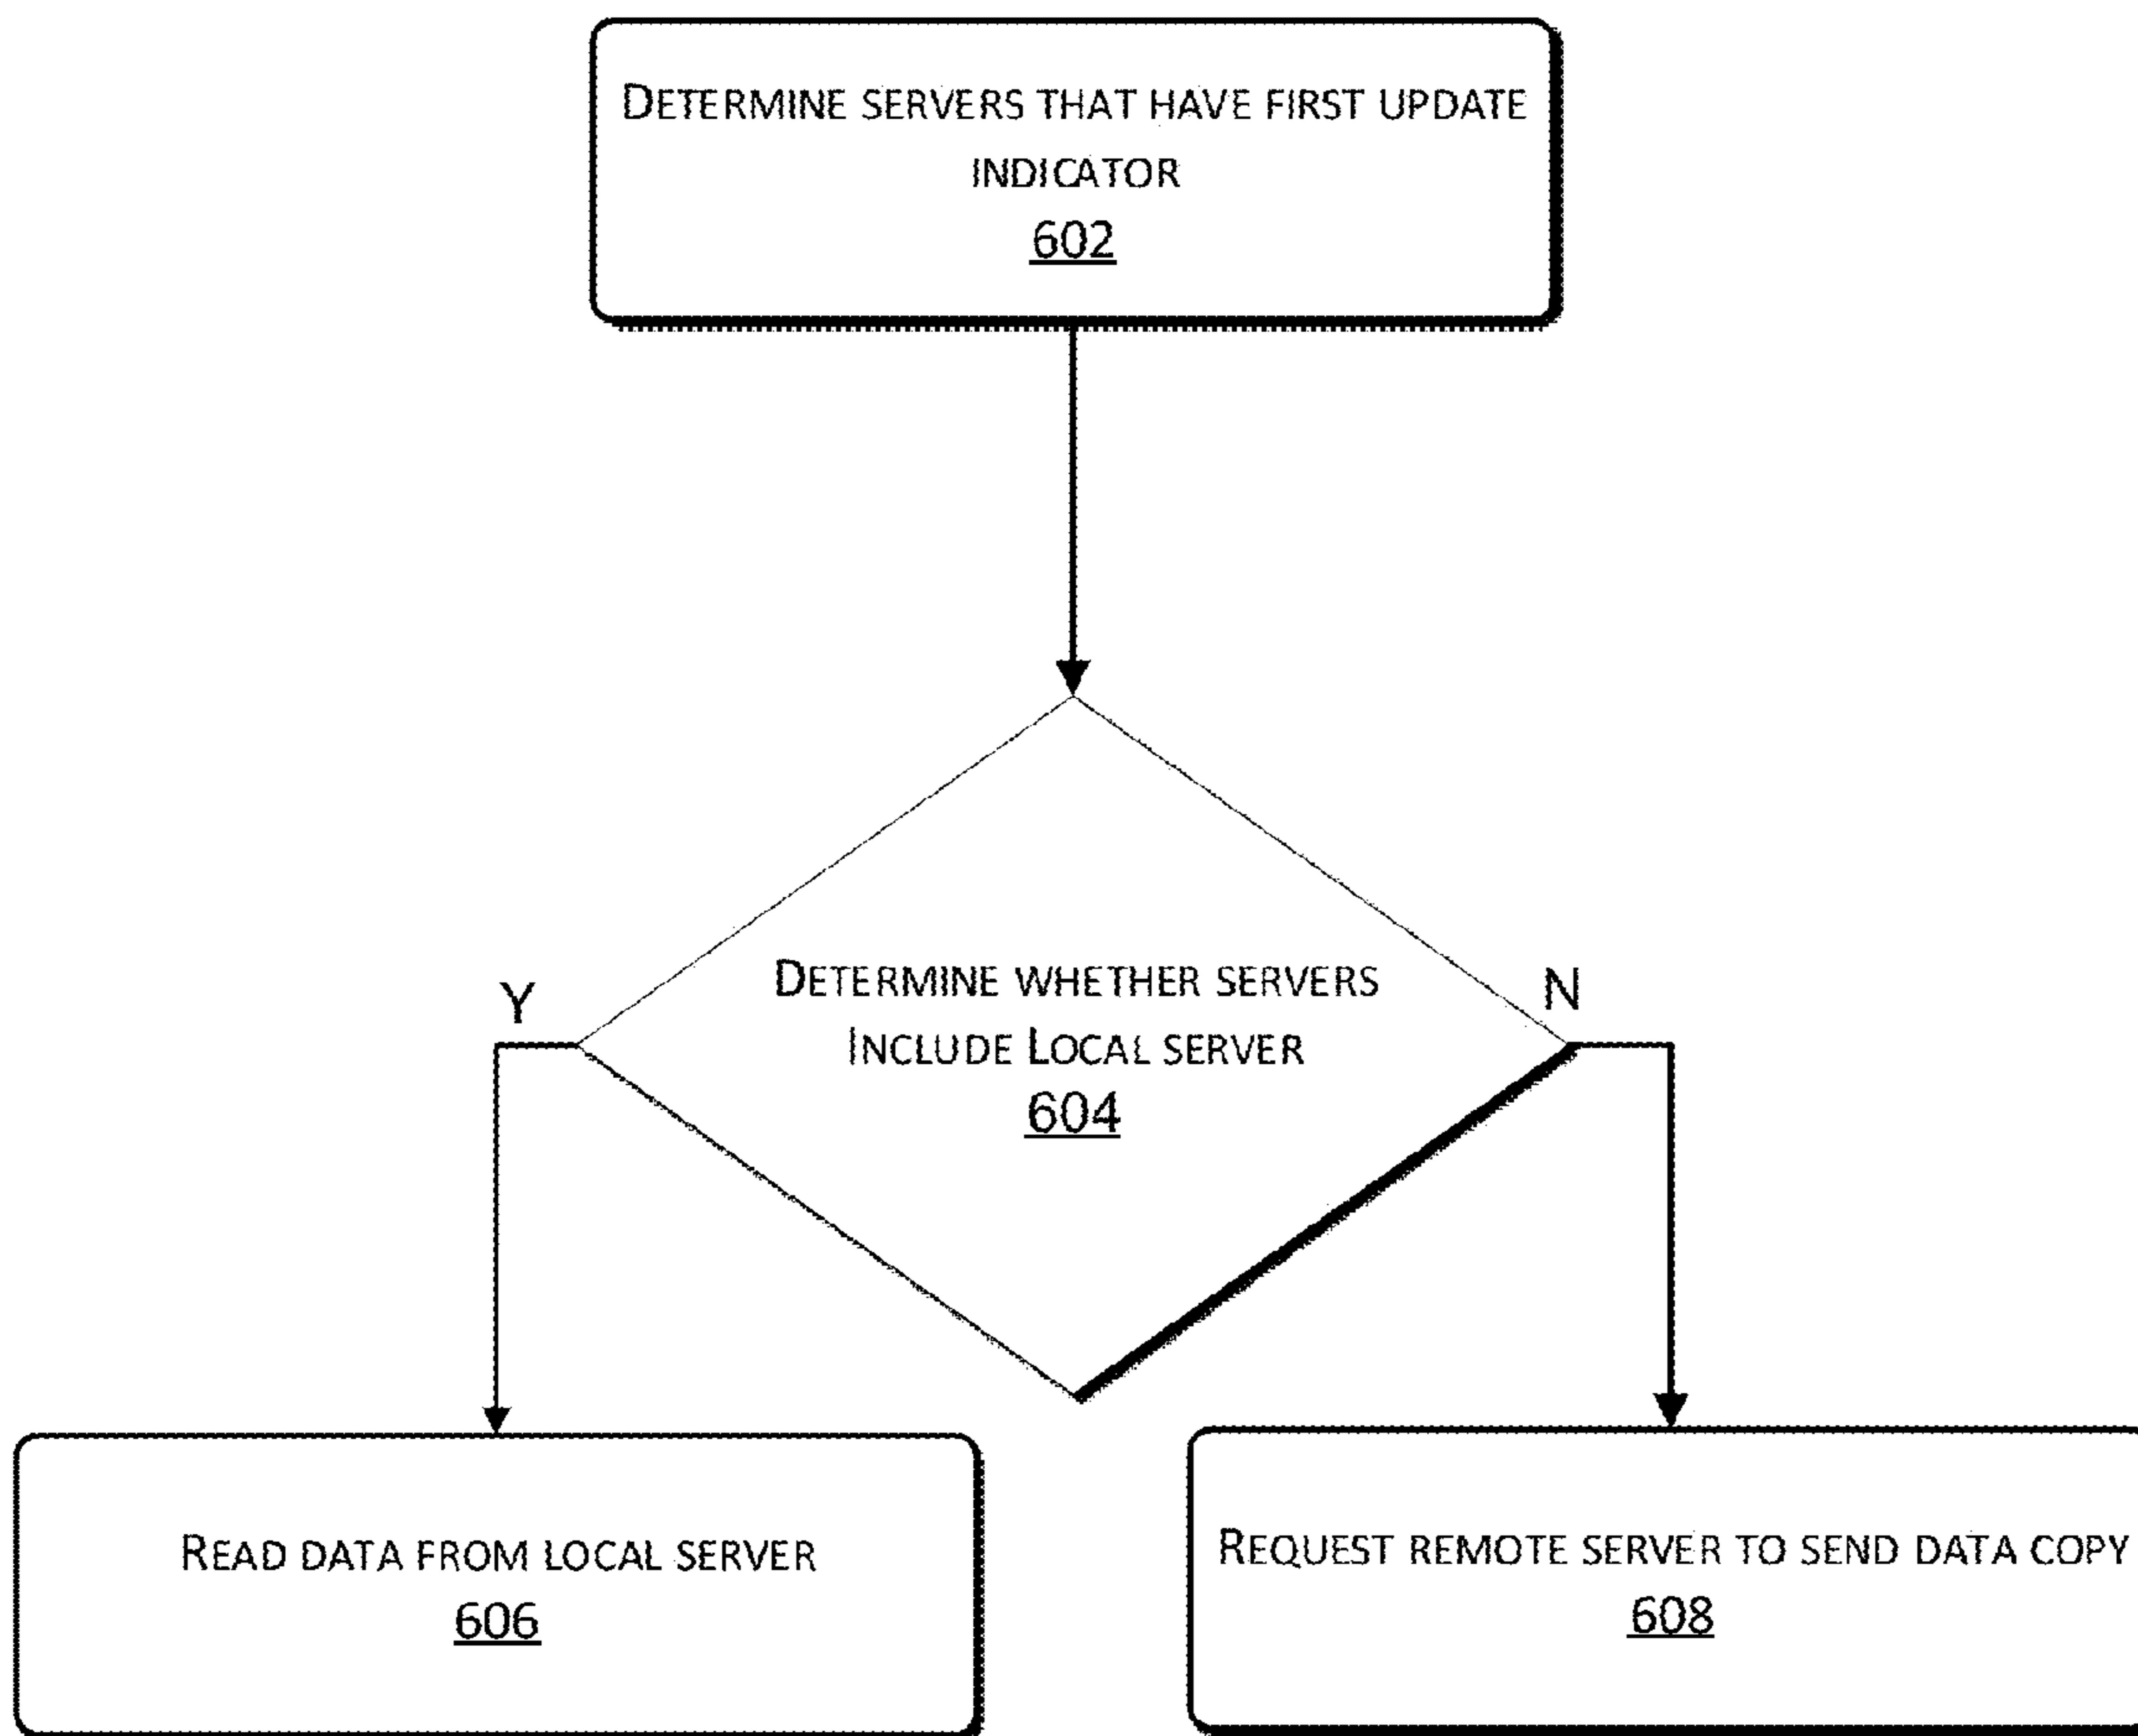 DETERMINE SERVERS THAT HAVE FIRST UPDATE
INDICATOR
602
DETERMINE WHETHER SERVERS
INCLUDE LOCAL SERVER
604
Y
N
READ DATA FROM LOCAL SERVER
606
REQUEST REMOTE SERVER TO SEND DATA COPY
608